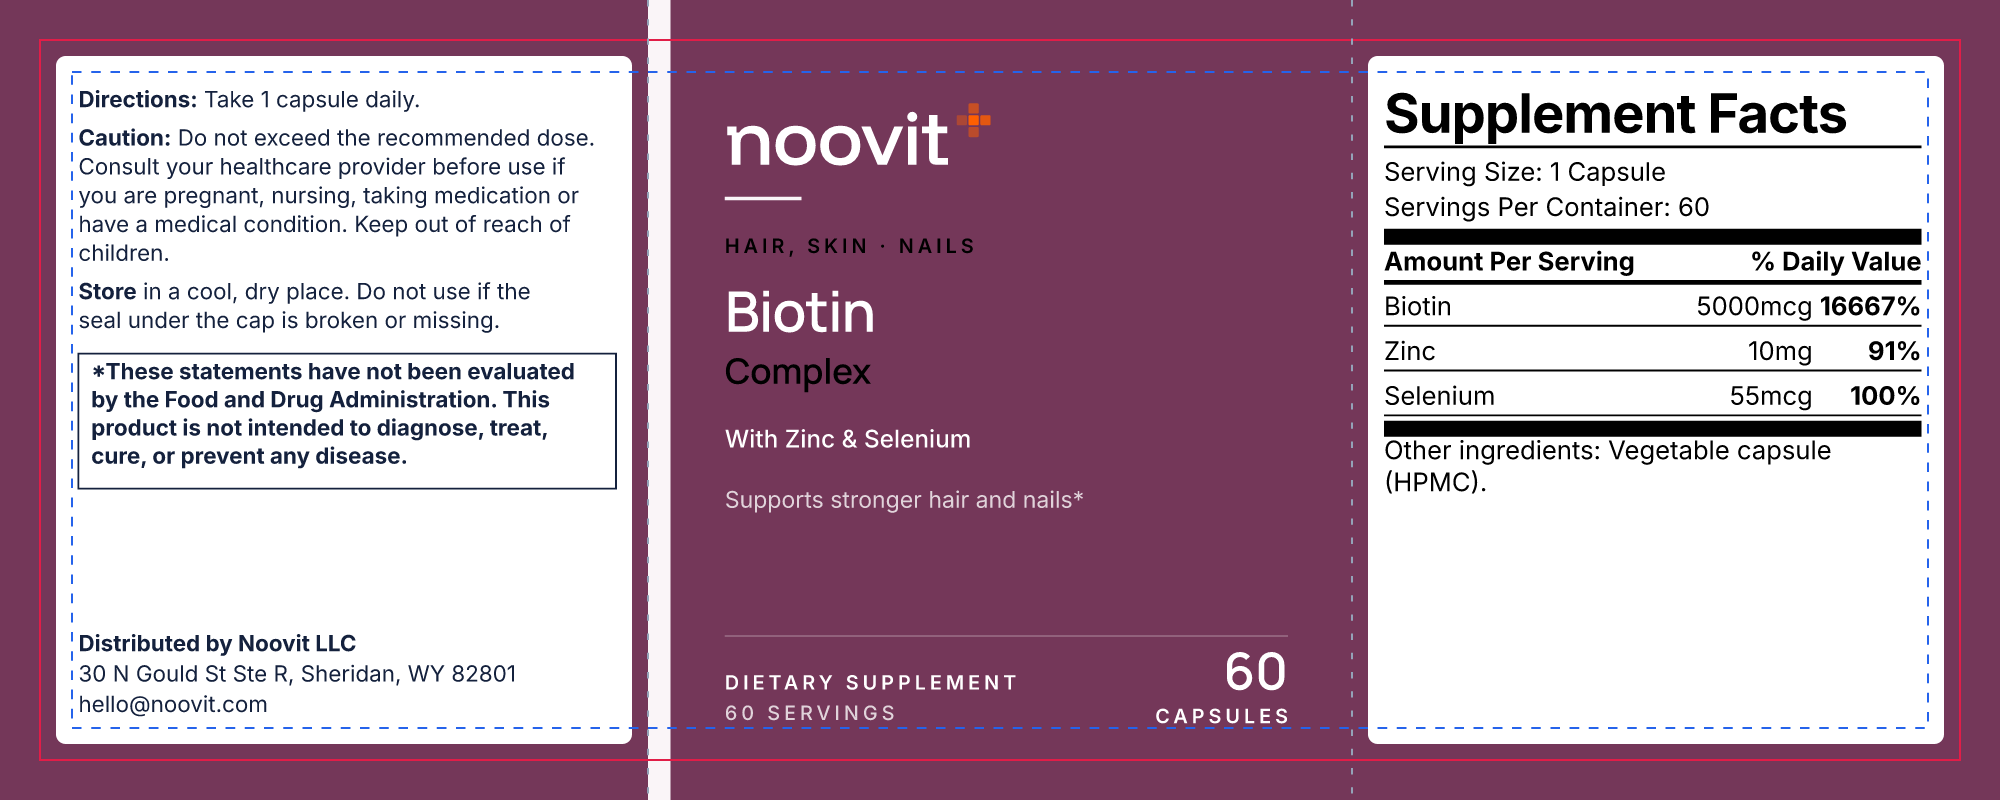 Directions: Take 1 capsule daily.
Caution: Do not exceed the recommended dose.
Consult your healthcare provider before use if
you are pregnant, nursing, taking medication or
have a medical condition. Keep out of reach of
children.
Store in a cool, dry place. Do not use if the
seal under the cap is broken or missing.
*These statements have not been evaluated
by the Food and Drug Administration. This
product is not intended to diagnose, treat,
cure, or prevent any disease.
Distributed by Noovit LLC
30 N Gould St Ste R, Sheridan, WY 82801
hello@noovit.com
noovit
HAIR, SKIN · NAILS
Biotin
Complex
With Zinc & Selenium
Supports stronger hair and nails*
DIETARY SUPPLEMENT
60 SERVINGS
60
CAPSULES
Supplement Facts
Serving Size: 1 Capsule
Servings Per Container: 60
Amount Per Serving % Daily Value
Biotin 5000mcg 16667%
Zinc 10mg 91%
Selenium 55mcg 100%
Other ingredients: Vegetable capsule
(HPMC).